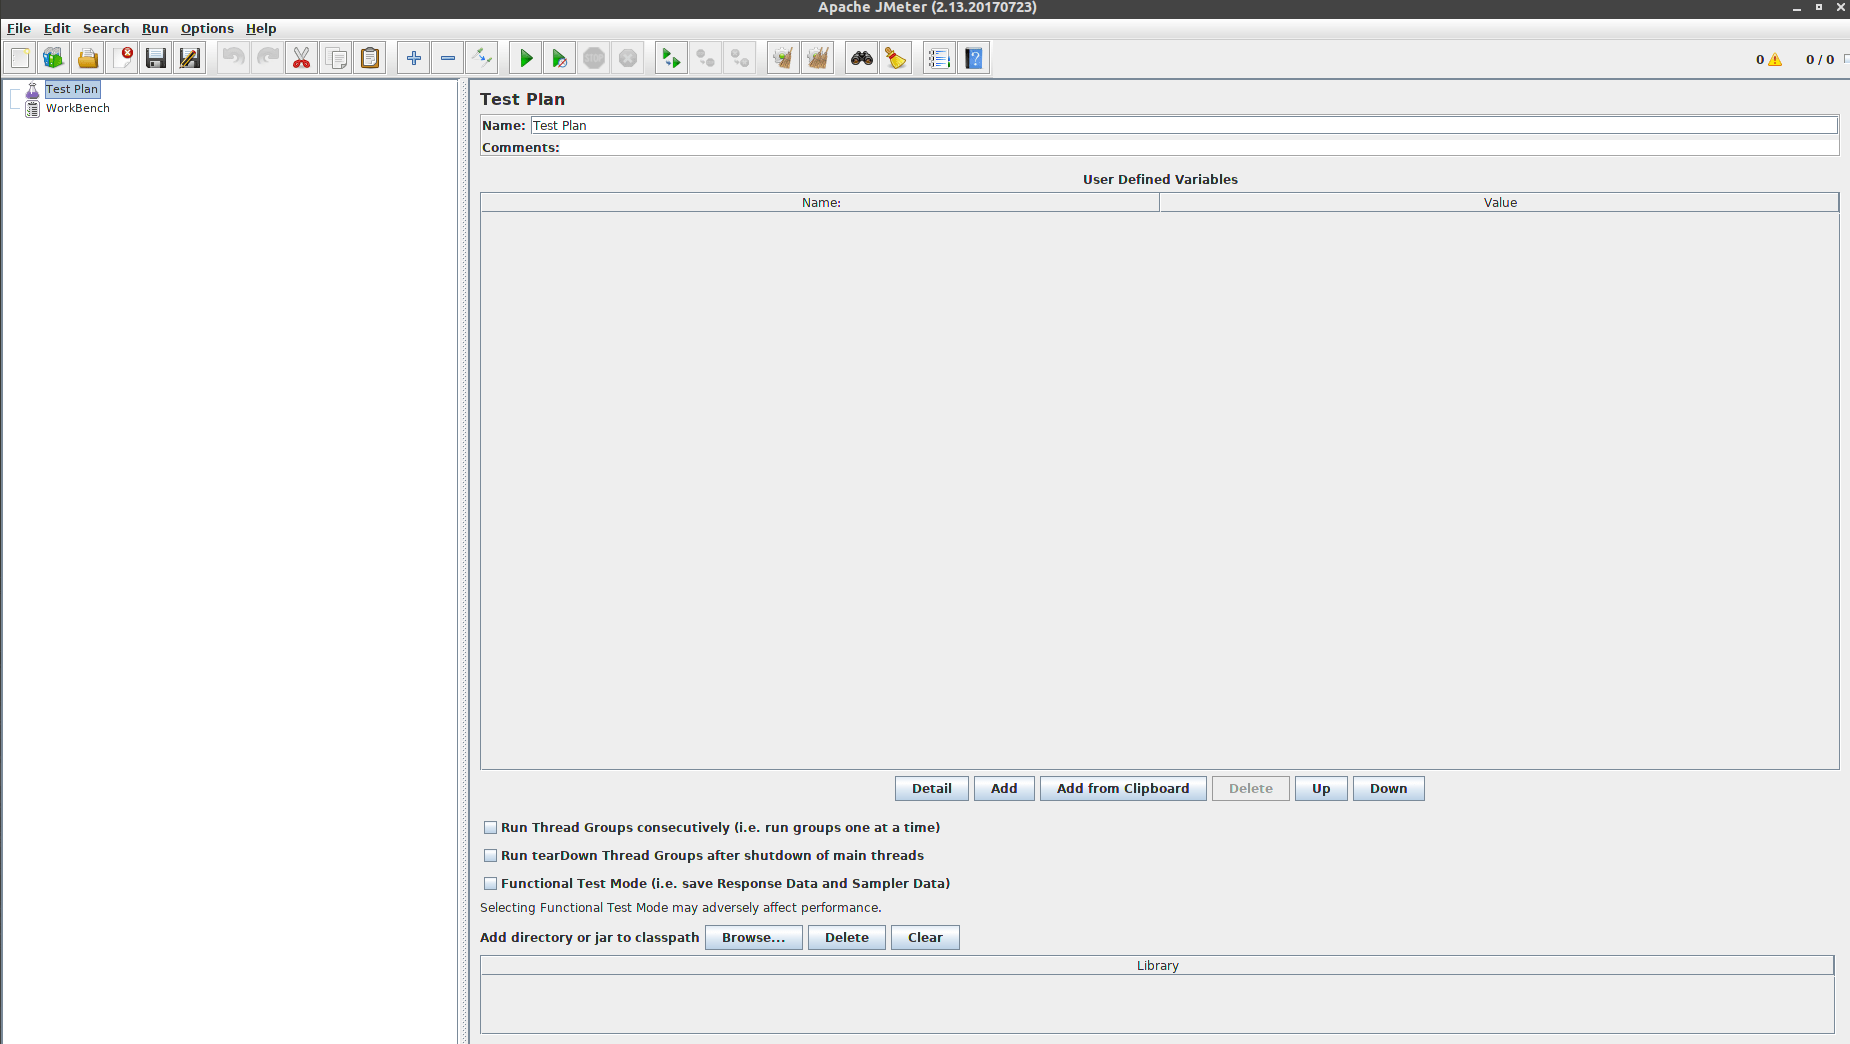 Apache JMeter (2.13.20170723)
File Edit Search Run Options Help
STOP
?
0 0 / 0
Test Plan
WorkBench
Test Plan
Name: Test Plan
Comments:
User Defined Variables
Name: Value
Detail Add Add from Clipboard Delete Up Down
Run Thread Groups consecutively (i.e. run groups one at a time)
Run tearDown Thread Groups after shutdown of main threads
Functional Test Mode (i.e. save Response Data and Sampler Data)
Selecting Functional Test Mode may adversely affect performance.
Add directory or jar to classpath Browse... Delete Clear
Library